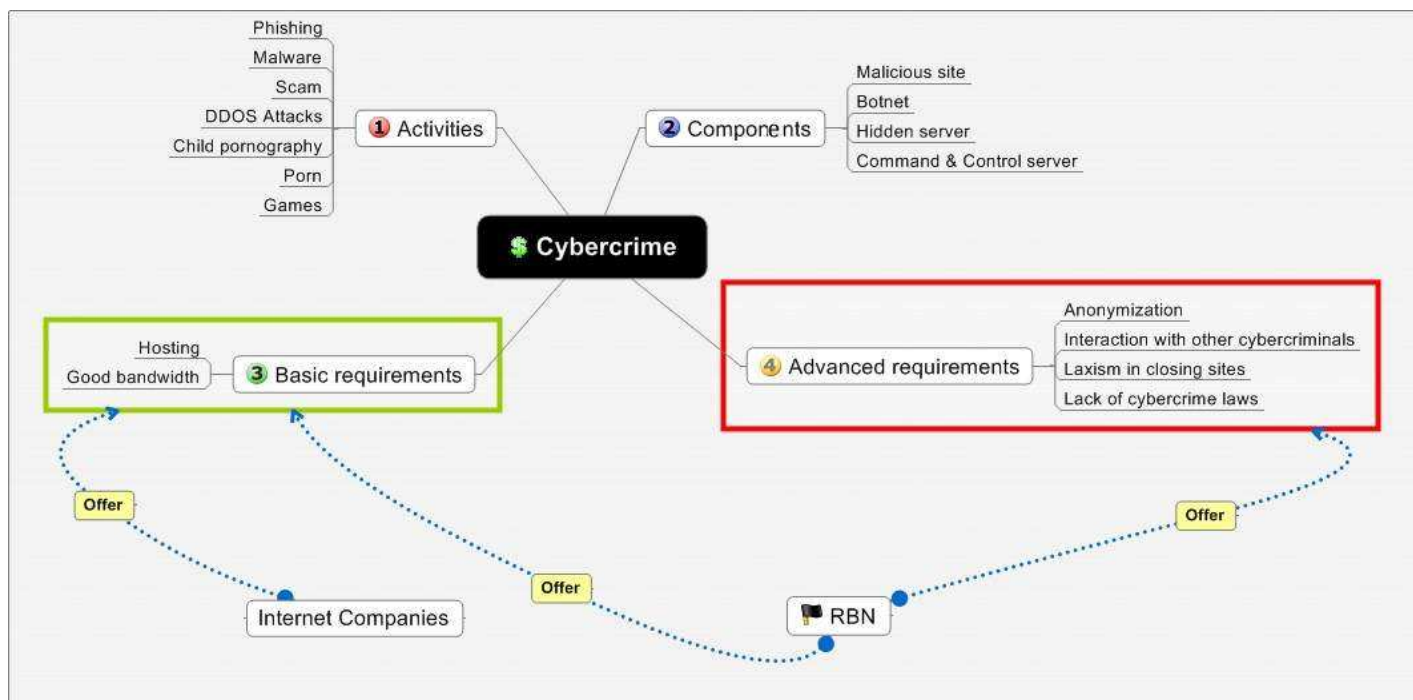 Phishing
Malware
Scam
DDOS Attacks
Child pornography
Porn
Games
1 Activities
2 Components
Malicious site
Botnet
Hidden server
Command & Control server
$ Cybercrime
Hosting
Good bandwidth
3 Basic requirements
4 Advanced requirements
Anonymization
Interaction with other cybercriminals
Laxism in closing sites
Lack of cybercrime laws
Offer
Offer
Offer
Internet Companies
RBN